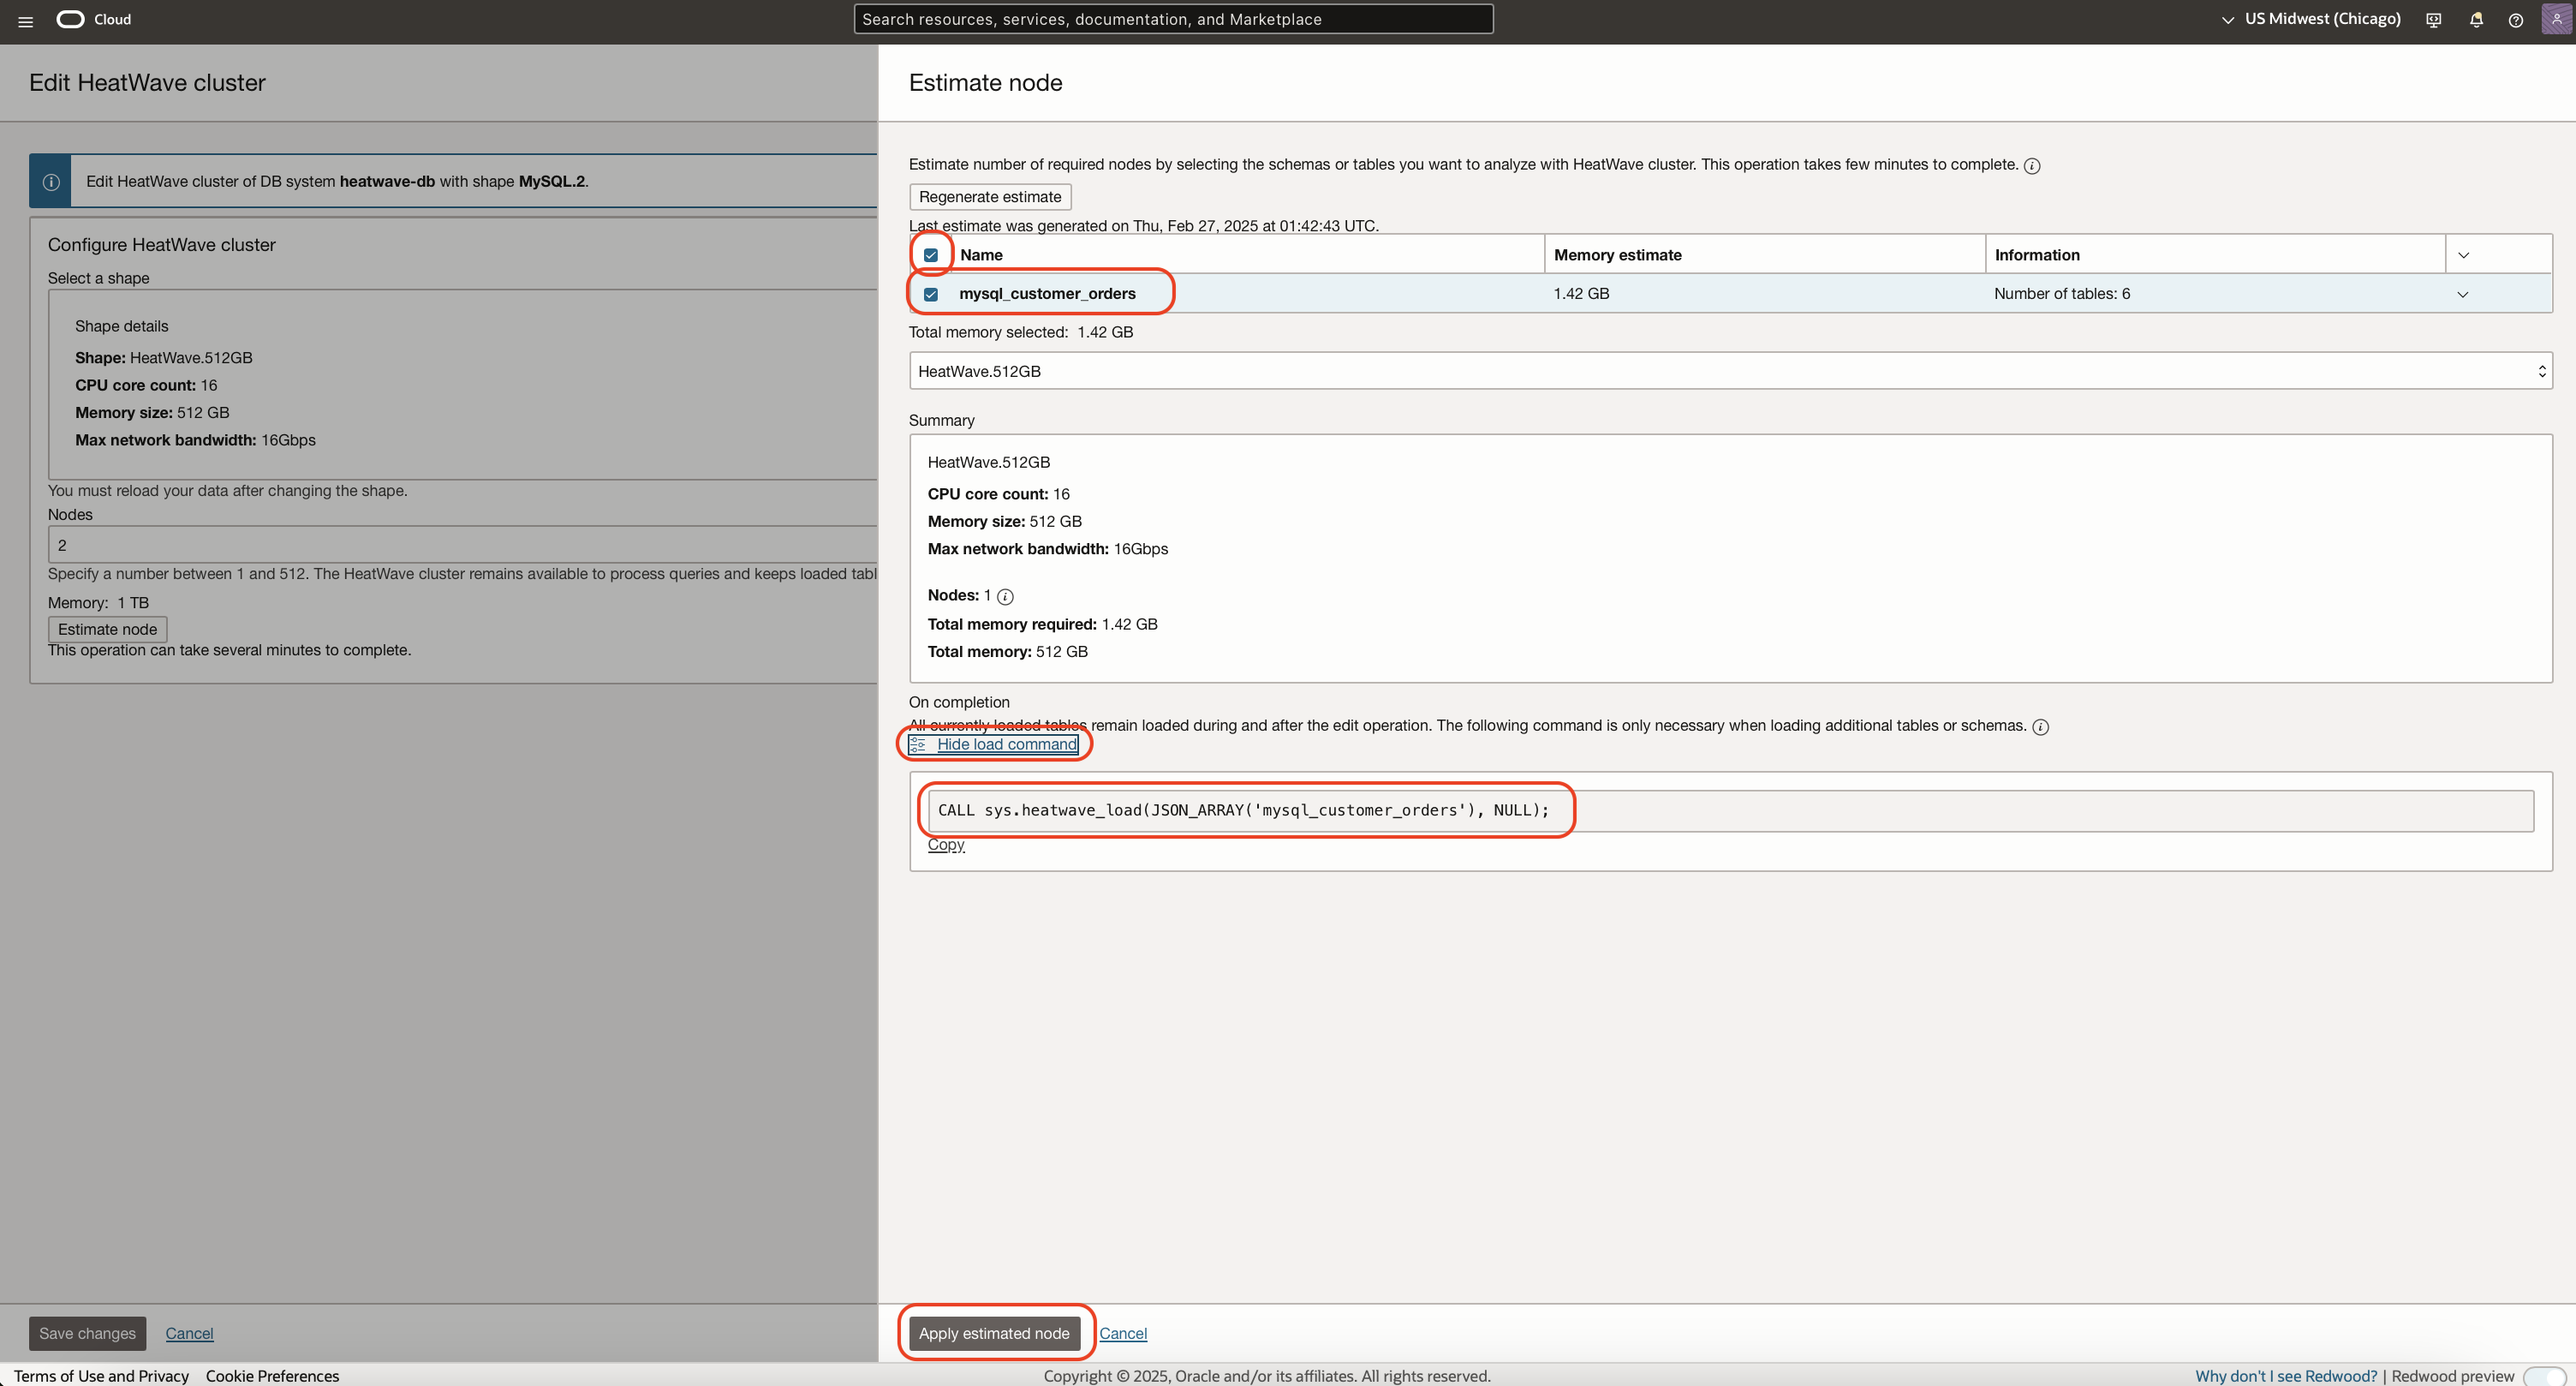 Cloud
Search resources, services, documentation, and Marketplace
US Midwest (Chicago)
Edit HeatWave cluster
Edit HeatWave cluster of DB system heatwave-db with shape MySQL.2.
Configure HeatWave cluster
Select a shape
Shape details
Shape: HeatWave.512GB
CPU core count: 16
Memory size: 512 GB
Max network bandwidth: 16Gbps
You must reload your data after changing the shape.
Nodes
2
Specify a number between 1 and 512. The HeatWave cluster remains available to process queries and keeps loaded tabl
Memory: 1 TB
Estimate node
This operation can take several minutes to complete.
Save changes Cancel
Estimate node
Estimate number of required nodes by selecting the schemas or tables you want to analyze with HeatWave cluster. This operation takes few minutes to complete.
Regenerate estimate
Last estimate was generated on Thu, Feb 27, 2025 at 01:42:43 UTC.
Name Memory estimate Information
mysql_customer_orders 1.42 GB Number of tables: 6
Total memory selected: 1.42 GB
HeatWave.512GB
Summary
HeatWave.512GB
CPU core count: 16
Memory size: 512 GB
Max network bandwidth: 16Gbps
Nodes: 1
Total memory required: 1.42 GB
Total memory: 512 GB
On completion
All currently loaded tables remain loaded during and after the edit operation. The following command is only necessary when loading additional tables or schemas.
Hide load command
CALL sys.heatwave_load(JSON_ARRAY('mysql_customer_orders'), NULL);
Copy
Apply estimated node Cancel
Terms of Use and Privacy Cookie Preferences
Copyright © 2025, Oracle and/or its affiliates. All rights reserved.
Why don't I see Redwood? | Redwood preview